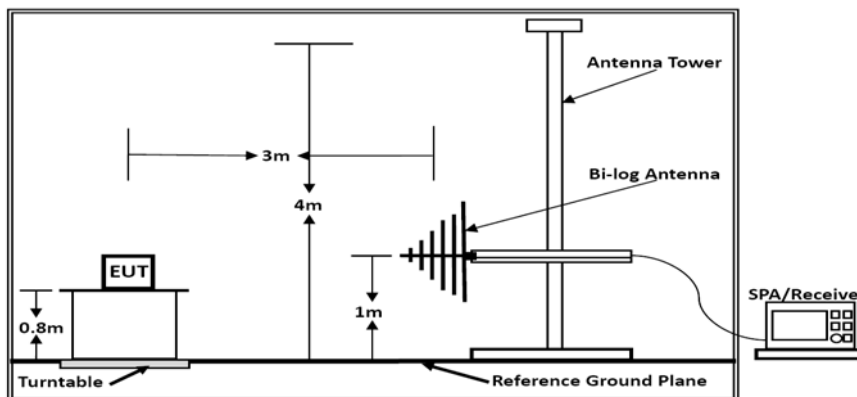 Antenna Tower
3m
Bi-log Antenna
4m
EUT
0.8m
1m
SPA/Receive
Turntable
Reference Ground Plane